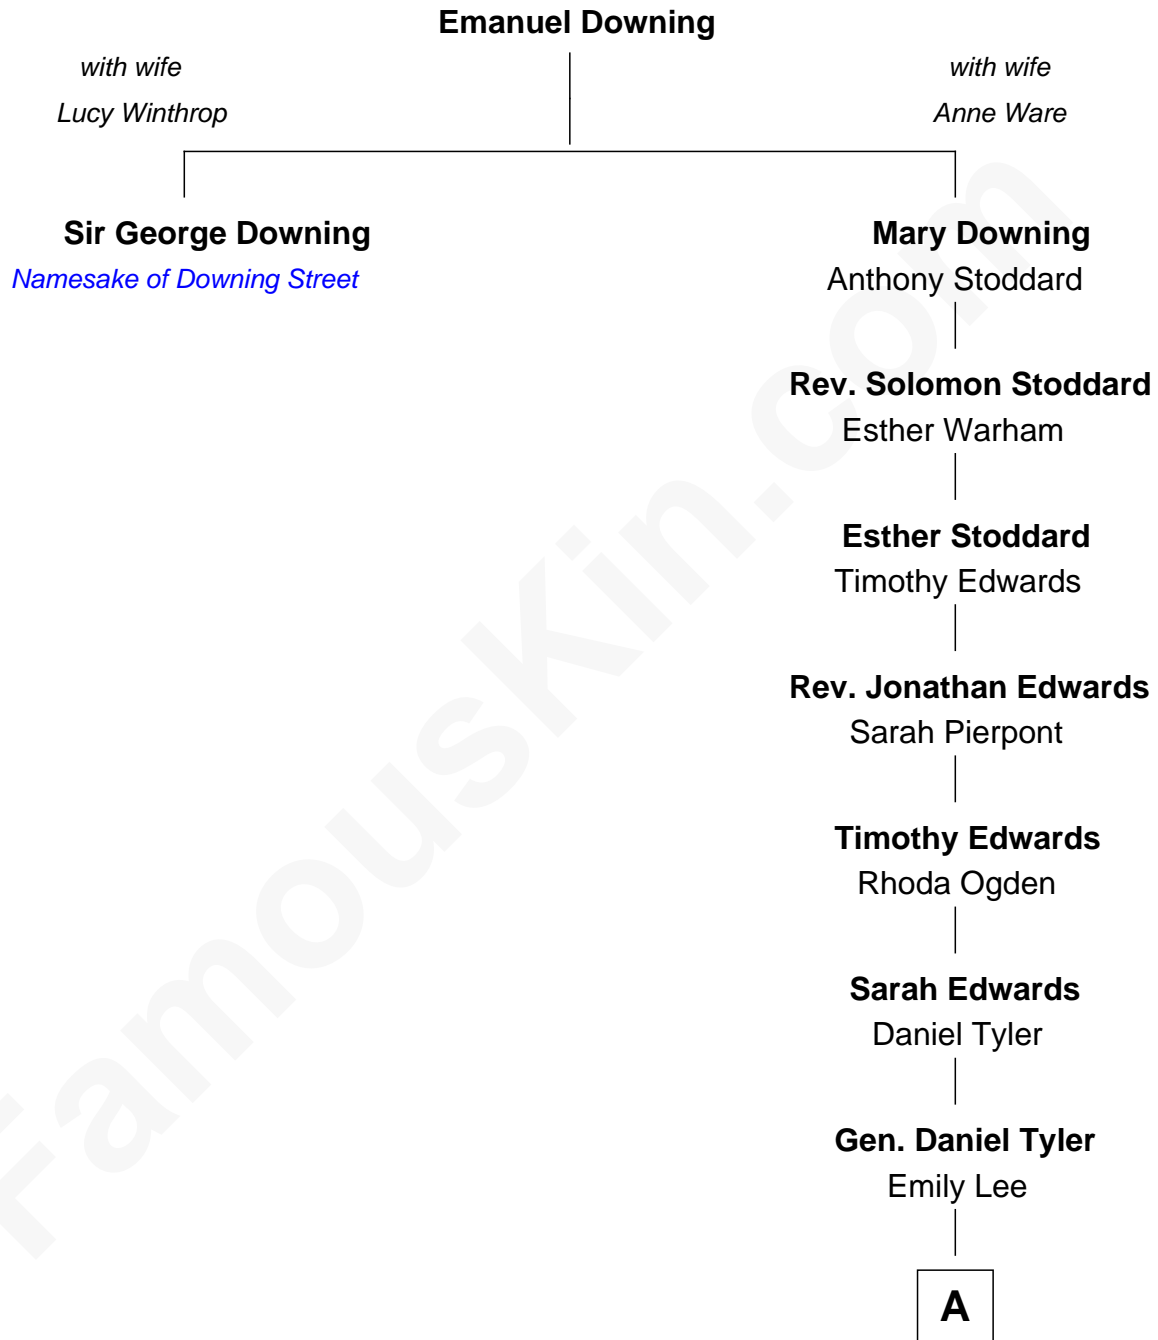 Emanuel Downing
with wife
Lucy Winthrop
with wife
Anne Ware
Sir George Downing
Namesake of Downing Street
Mary Downing
Anthony Stoddard
Rev. Solomon Stoddard
Esther Warham
Esther Stoddard
Timothy Edwards
Rev. Jonathan Edwards
Sarah Pierpont
Timothy Edwards
Rhoda Ogden
Sarah Edwards
Daniel Tyler
Gen. Daniel Tyler
Emily Lee
A
FamousKin.com